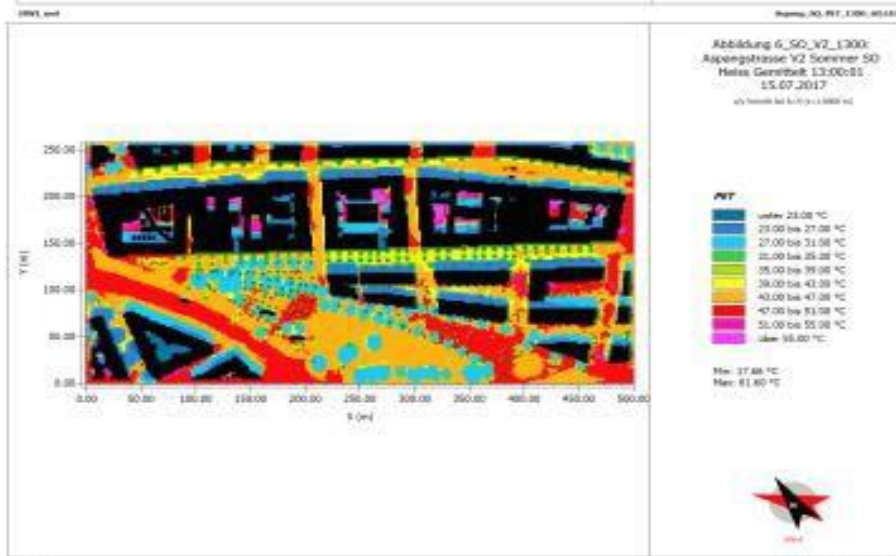 Abbildung 6_SO_V2_1300:
Aspangstrasse V2 Sommer SO
Heiss Gemittelt 13:00:01
15.07.2017
PET
unter 23.00 °C
23.00 bis 27.00 °C
27.00 bis 31.00 °C
31.00 bis 35.00 °C
35.00 bis 39.00 °C
39.00 bis 43.00 °C
43.00 bis 47.00 °C
47.00 bis 51.00 °C
51.00 bis 55.00 °C
über 55.00 °C
Min: 17.66 °C
Max: 61.60 °C
Y (m)
250.00
200.00
150.00
100.00
50.00
0.00
0.00 50.00 100.00 150.00 200.00 250.00 300.00 350.00 400.00 450.00 500.00
X (m)
N